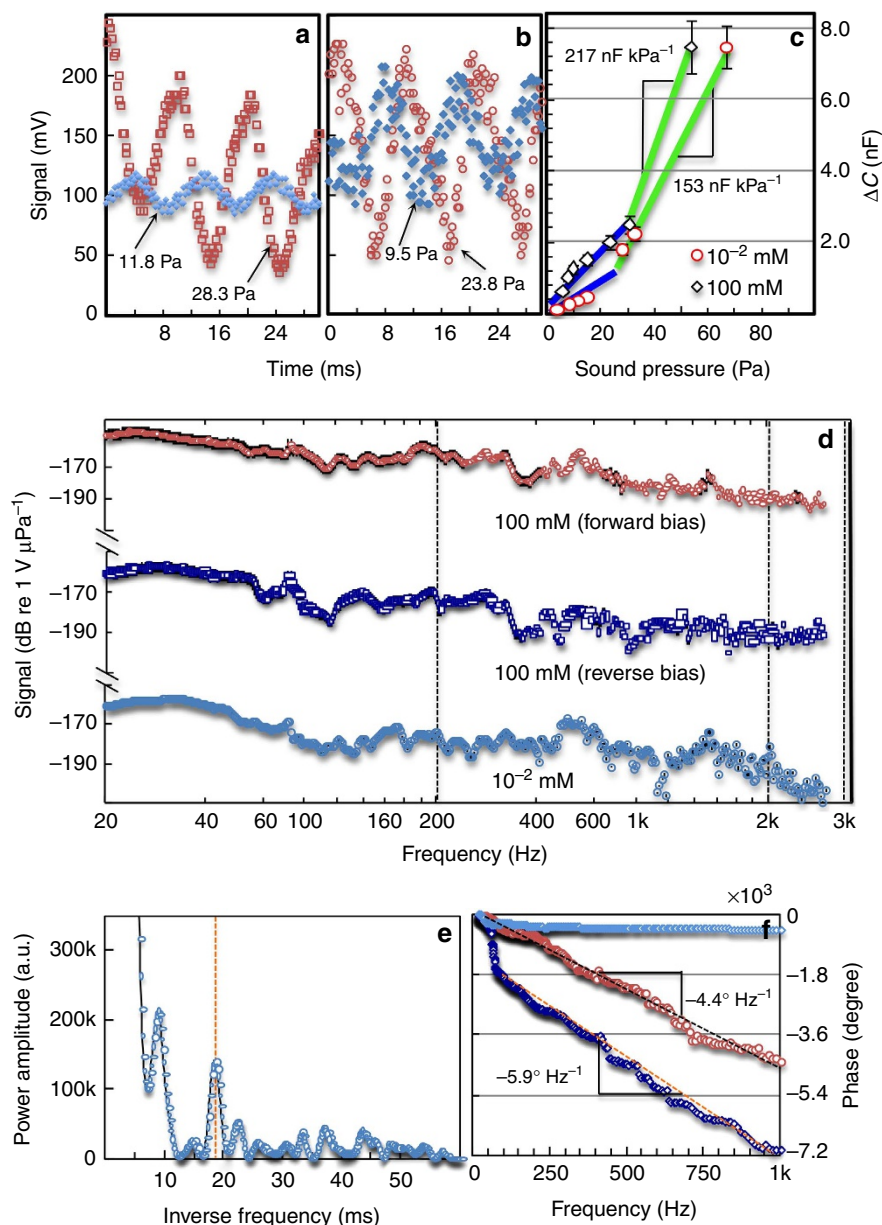 a
b
c
Signal (mV)
200
150
100
50
0
11.8 Pa
28.3 Pa
9.5 Pa
23.8 Pa
0 8 16 24
0 8 16 24
Time (ms)
217 nF kPa⁻¹
153 nF kPa⁻¹
10⁻² mM
100 mM
8.0
6.0
4.0
2.0
ΔC (nF)
0 20 40 60 80
Sound pressure (Pa)
d
Signal (dB re 1 V μPa⁻¹)
−170
−190
100 mM (forward bias)
−170
−190
100 mM (reverse bias)
−170
−190
10⁻² mM
20 40 60 100 160 200 400 600 1k 2k 3k
Frequency (Hz)
e
Power amplitude (a.u.)
300k
200k
100k
0
10 20 30 40 50
Inverse frequency (ms)
×10³
f
0
−1.8
−3.6
−5.4
−7.2
−4.4° Hz⁻¹
−5.9° Hz⁻¹
Phase (degree)
0 250 500 750 1k
Frequency (Hz)